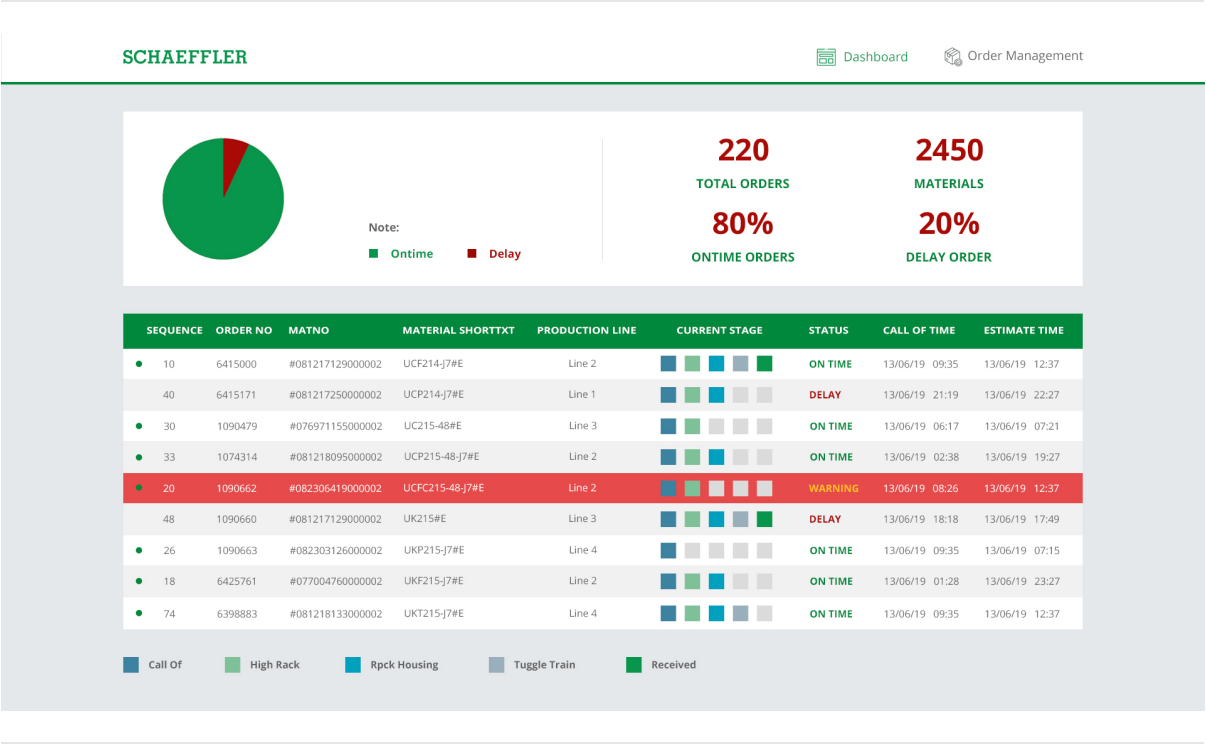 SCHAEFFLER
Dashboard
Order Management
220
2450
TOTAL ORDERS
MATERIALS
80%
20%
ONTIME ORDERS
DELAY ORDER
Note:
Ontime Delay
SEQUENCE ORDER NO MATNO MATERIAL SHORTTXT PRODUCTION LINE CURRENT STAGE STATUS CALL OF TIME ESTIMATE TIME
10 6415000 #081217129000002 UCF214-J7#E Line 2 ON TIME 13/06/19 09:35 13/06/19 12:37
40 6415171 #081217250000002 UCP214-J7#E Line 1 DELAY 13/06/19 21:19 13/06/19 22:27
30 1090479 #076971155000002 UC215-48#E Line 3 ON TIME 13/06/19 06:17 13/06/19 07:21
33 1074314 #081218095000002 UCP215-48-J7#E Line 2 ON TIME 13/06/19 02:38 13/06/19 19:27
20 1090662 #082306419000002 UCFC215-48-J7#E Line 2 WARNING 13/06/19 08:26 13/06/19 12:37
48 1090660 #081217129000002 UK215#E Line 3 DELAY 13/06/19 18:18 13/06/19 17:49
26 1090663 #082303126000002 UKP215-J7#E Line 4 ON TIME 13/06/19 09:35 13/06/19 07:15
18 6425761 #077004760000002 UKF215-J7#E Line 2 ON TIME 13/06/19 01:28 13/06/19 23:27
74 6398883 #081218133000002 UKT215-J7#E Line 4 ON TIME 13/06/19 09:35 13/06/19 12:37
Call Of High Rack Rpck Housing Tuggle Train Received